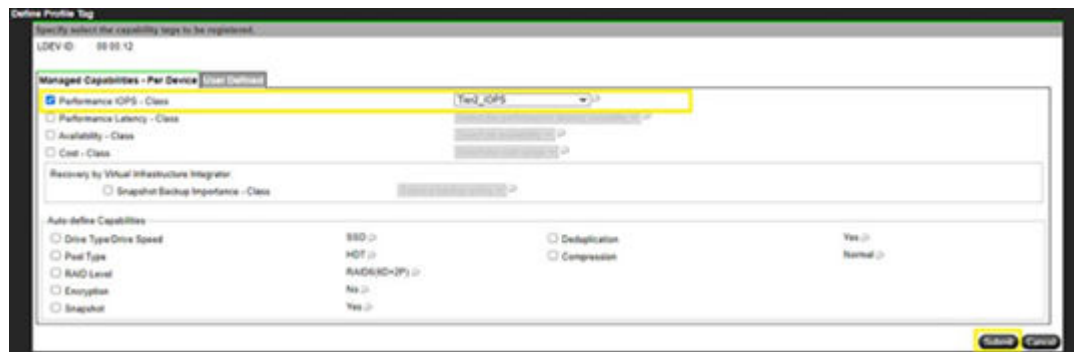 Define Profile Tag
Specify select the capability tags to be registered.
LDEV ID 00:00:12
Managed Capabilities - Per Device User Defined
Performance IOPS - Class Tier2_IOPS
Performance Latency - Class
Availability - Class
Cost - Class
Recovery by Virtual Infrastructure Integrator
Snapshot Backup Importance - Class
Auto define Capabilities
Drive Type/Drive Speed SSD Deduplication Yes
Pool Type HDT Compression Normal
RAID Level RAID6(6D+2P)
Encryption No
Snapshot Yes
Submit Cancel